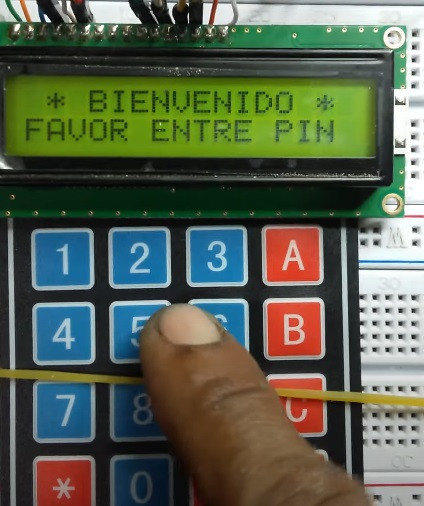 * BIENVENIDO *
FAVOR ENTRE PIN
1 2 3 A
4 5 B
7 8 C
* 0